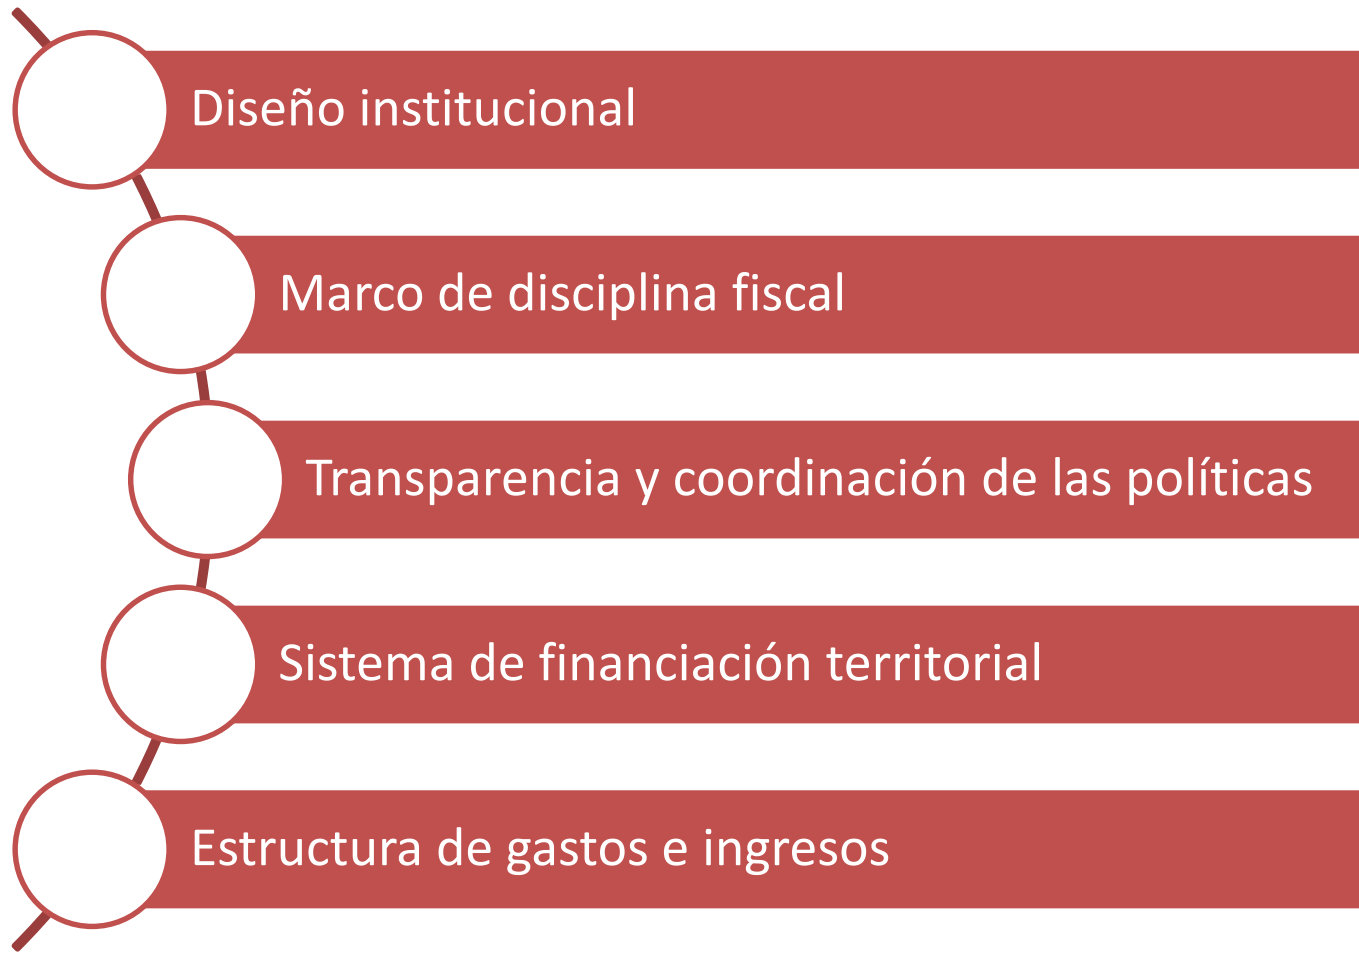 Diseño institucional
Marco de disciplina fiscal
Transparencia y coordinación de las políticas
Sistema de financiación territorial
Estructura de gastos e ingresos